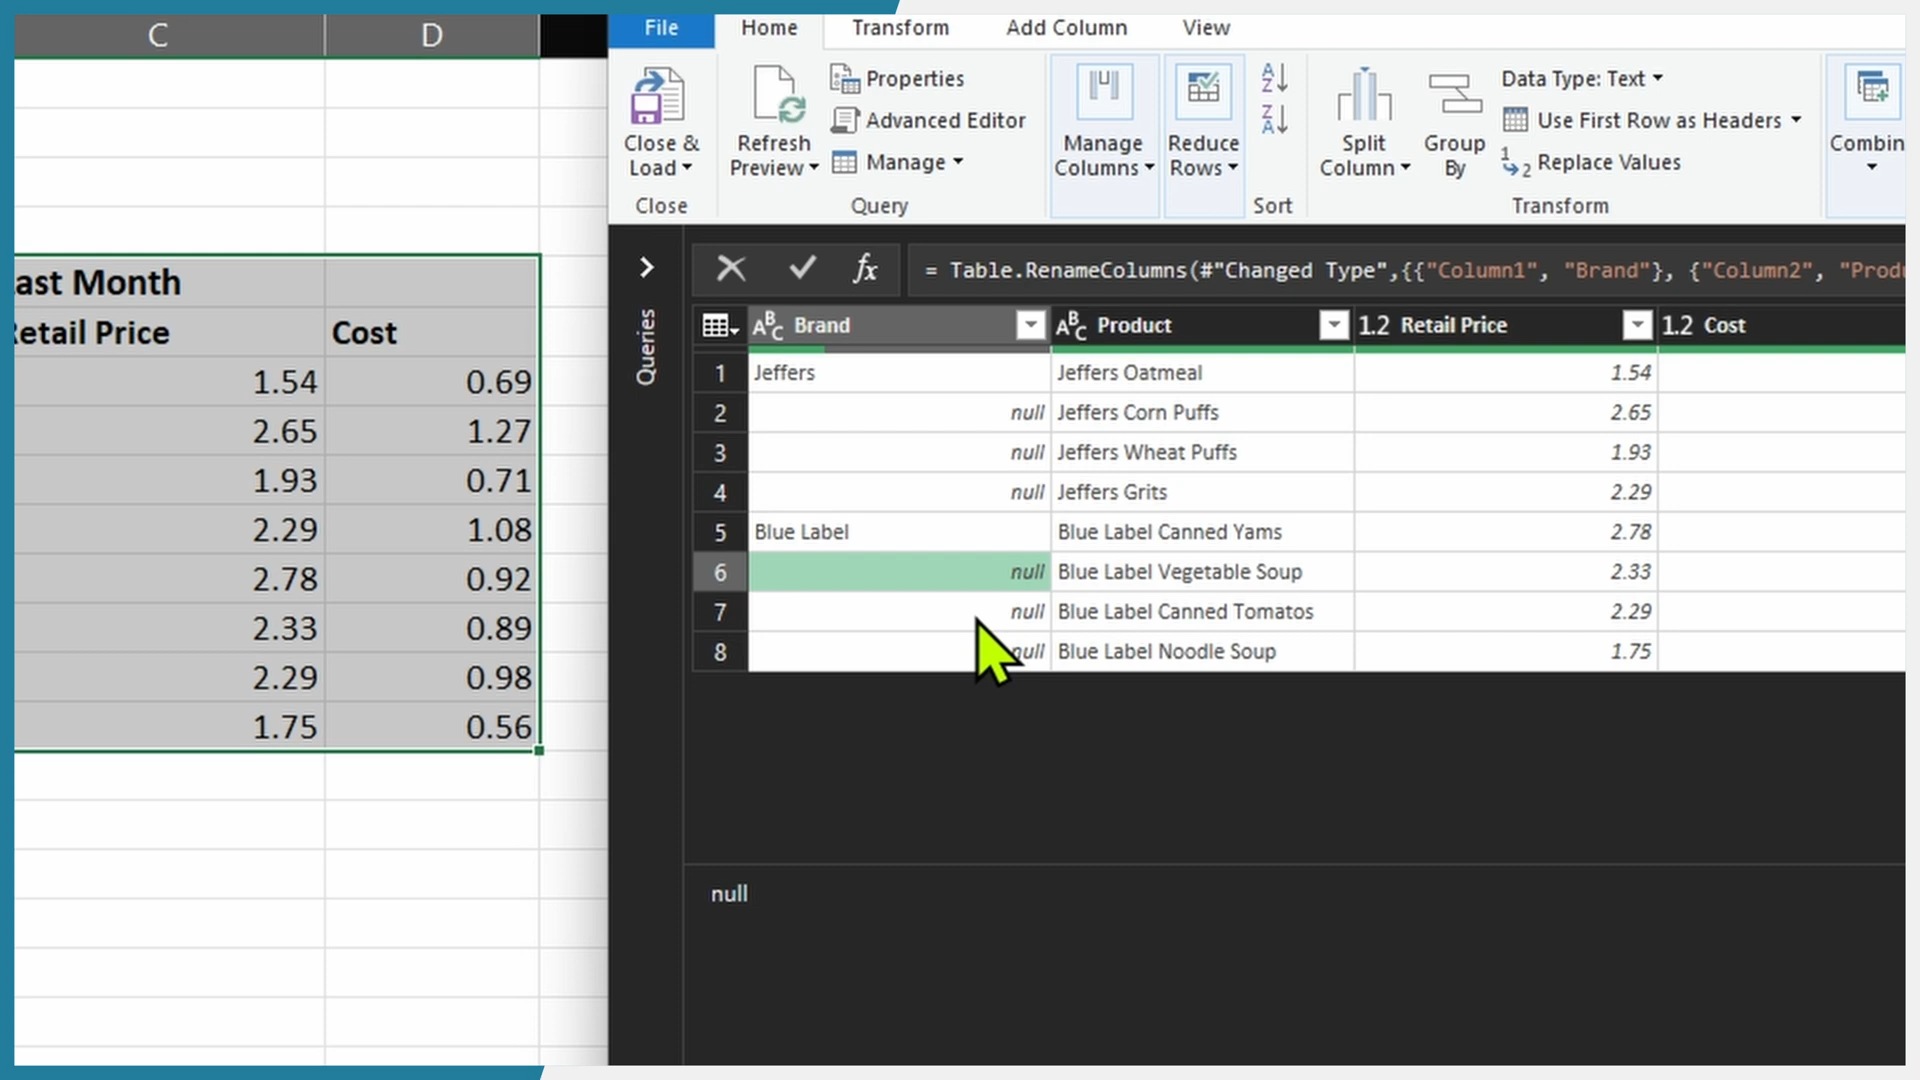 C D
ast Month
Retail Price Cost
1.54 0.69
2.65 1.27
1.93 0.71
2.29 1.08
2.78 0.92
2.33 0.89
2.29 0.98
1.75 0.56
File Home Transform Add Column View
Close & Load
Close
Refresh Preview
Properties
Advanced Editor
Manage
Query
Manage Columns
Reduce Rows
A Z
Z A
Sort
Split Column
Group By
Data Type: Text
Use First Row as Headers
1 2 Replace Values
Transform
Combin
Queries
fx = Table.RenameColumns(#"Changed Type",{{"Column1", "Brand"}, {"Column2", "Produ
ABC Brand ABC Product 1.2 Retail Price 1.2 Cost
1 Jeffers Jeffers Oatmeal 1.54
2 null Jeffers Corn Puffs 2.65
3 null Jeffers Wheat Puffs 1.93
4 null Jeffers Grits 2.29
5 Blue Label Blue Label Canned Yams 2.78
6 null Blue Label Vegetable Soup 2.33
7 null Blue Label Canned Tomatos 2.29
8 null Blue Label Noodle Soup 1.75
null